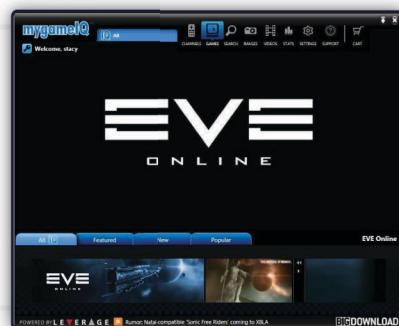 mygameIQ
All
CHANNELS GAMES SEARCH IMAGES VIDEOS STATS SETTINGS SUPPORT CART
Welcome, stacy
EVE
ONLINE
All Featured New Popular EVE Online
EVE
ONLINE
POWERED BY LEVERAGE Rumor: Natal-compatible 'Sonic Free Riders' coming to XBLA BIGDOWNLOAD